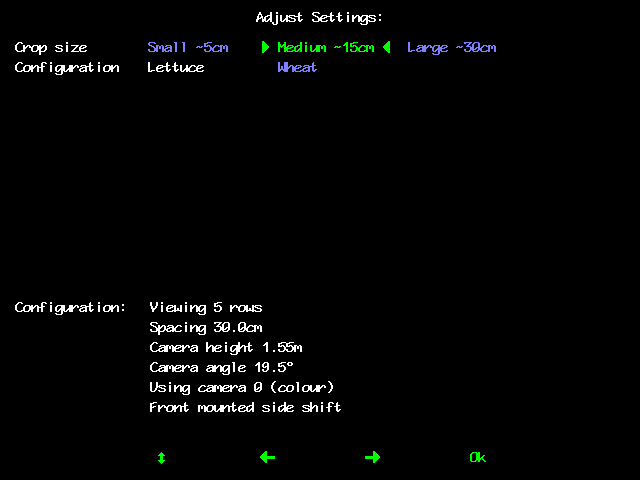 Adjust Settings:
Crop size Small ~5cm Medium ~15cm Large ~30cm
Configuration Lettuce Wheat
Configuration: Viewing 5 rows
Spacing 30.0cm
Camera height 1.55m
Camera angle 19.5°
Using camera 0 (colour)
Front mounted side shift
Ok